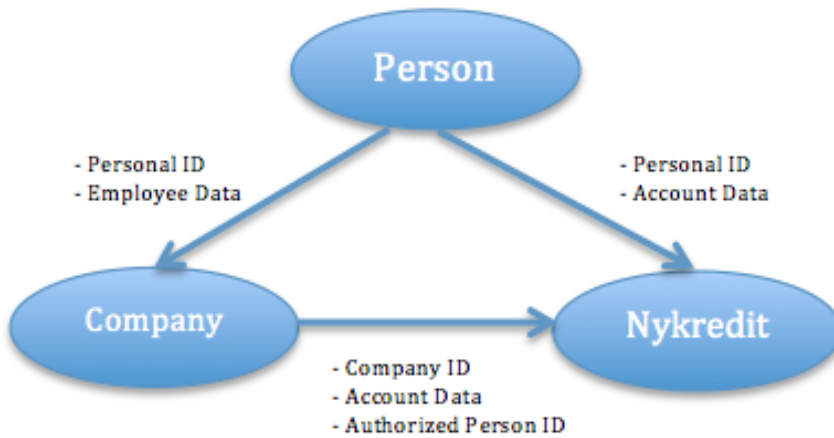 Person
- Personal ID
- Employee Data
- Personal ID
- Account Data
Company
Nykredit
- Company ID
- Account Data
- Authorized Person ID